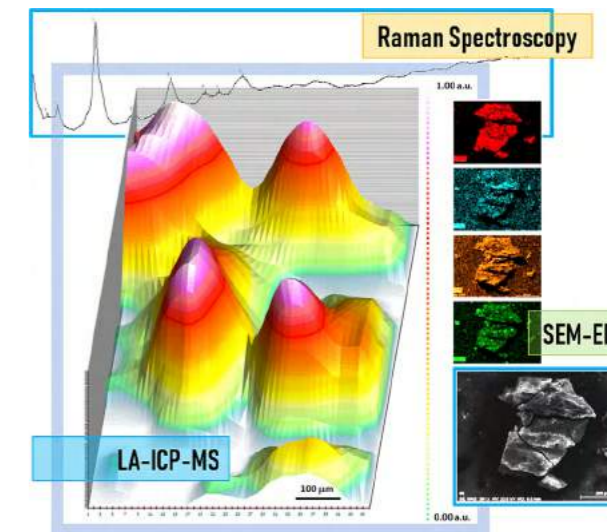 Raman Spectroscopy
1.00 a.u.
SEM-E
LA-ICP-MS
100 µm
0.00 a.u.